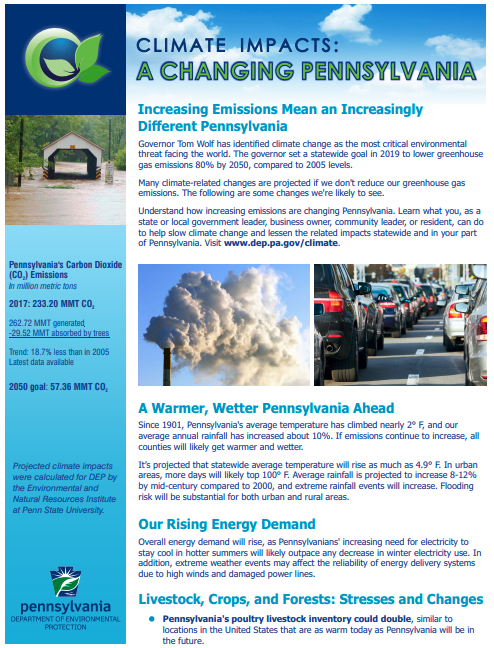 CLIMATE IMPACTS:
A CHANGING PENNSYLVANIA
Increasing Emissions Mean an Increasingly
Different Pennsylvania
Governor Tom Wolf has identified climate change as the most critical environmental
threat facing the world. The governor set a statewide goal in 2019 to lower greenhouse
gas emissions 80% by 2050, compared to 2005 levels.
Many climate-related changes are projected if we don't reduce our greenhouse gas
emissions. The following are some changes we're likely to see.
Understand how increasing emissions are changing Pennsylvania. Learn what you, as a
state or local government leader, business owner, community leader, or resident, can do
to help slow climate change and lessen the related impacts statewide and in your part
of Pennsylvania. Visit www.dep.pa.gov/climate.
Pennsylvania's Carbon Dioxide
(CO₂) Emissions
In million metric tons
2017: 233.20 MMT CO₂
262.72 MMT generated,
-29.52 MMT absorbed by trees
Trend: 18.7% less than in 2005
Latest data available
2050 goal: 57.36 MMT CO₂
Projected climate impacts
were calculated for DEP by
the Environmental and
Natural Resources Institute
at Penn State University.
pennsylvania
DEPARTMENT OF ENVIRONMENTAL
PROTECTION
A Warmer, Wetter Pennsylvania Ahead
Since 1901, Pennsylvania's average temperature has climbed nearly 2° F, and our
average annual rainfall has increased about 10%. If emissions continue to increase, all
counties will likely get warmer and wetter.
It's projected that statewide average temperature will rise as much as 4.9° F. In urban
areas, more days will likely top 100° F. Average rainfall is projected to increase 8-12%
by mid-century compared to 2000, and extreme rainfall events will increase. Flooding
risk will be substantial for both urban and rural areas.
Our Rising Energy Demand
Overall energy demand will rise, as Pennsylvanians' increasing need for electricity to
stay cool in hotter summers will likely outpace any decrease in winter electricity use. In
addition, extreme weather events may affect the reliability of energy delivery systems
due to high winds and damaged power lines.
Livestock, Crops, and Forests: Stresses and Changes
● Pennsylvania's poultry livestock inventory could double, similar to
locations in the United States that are as warm today as Pennsylvania will be in
the future.